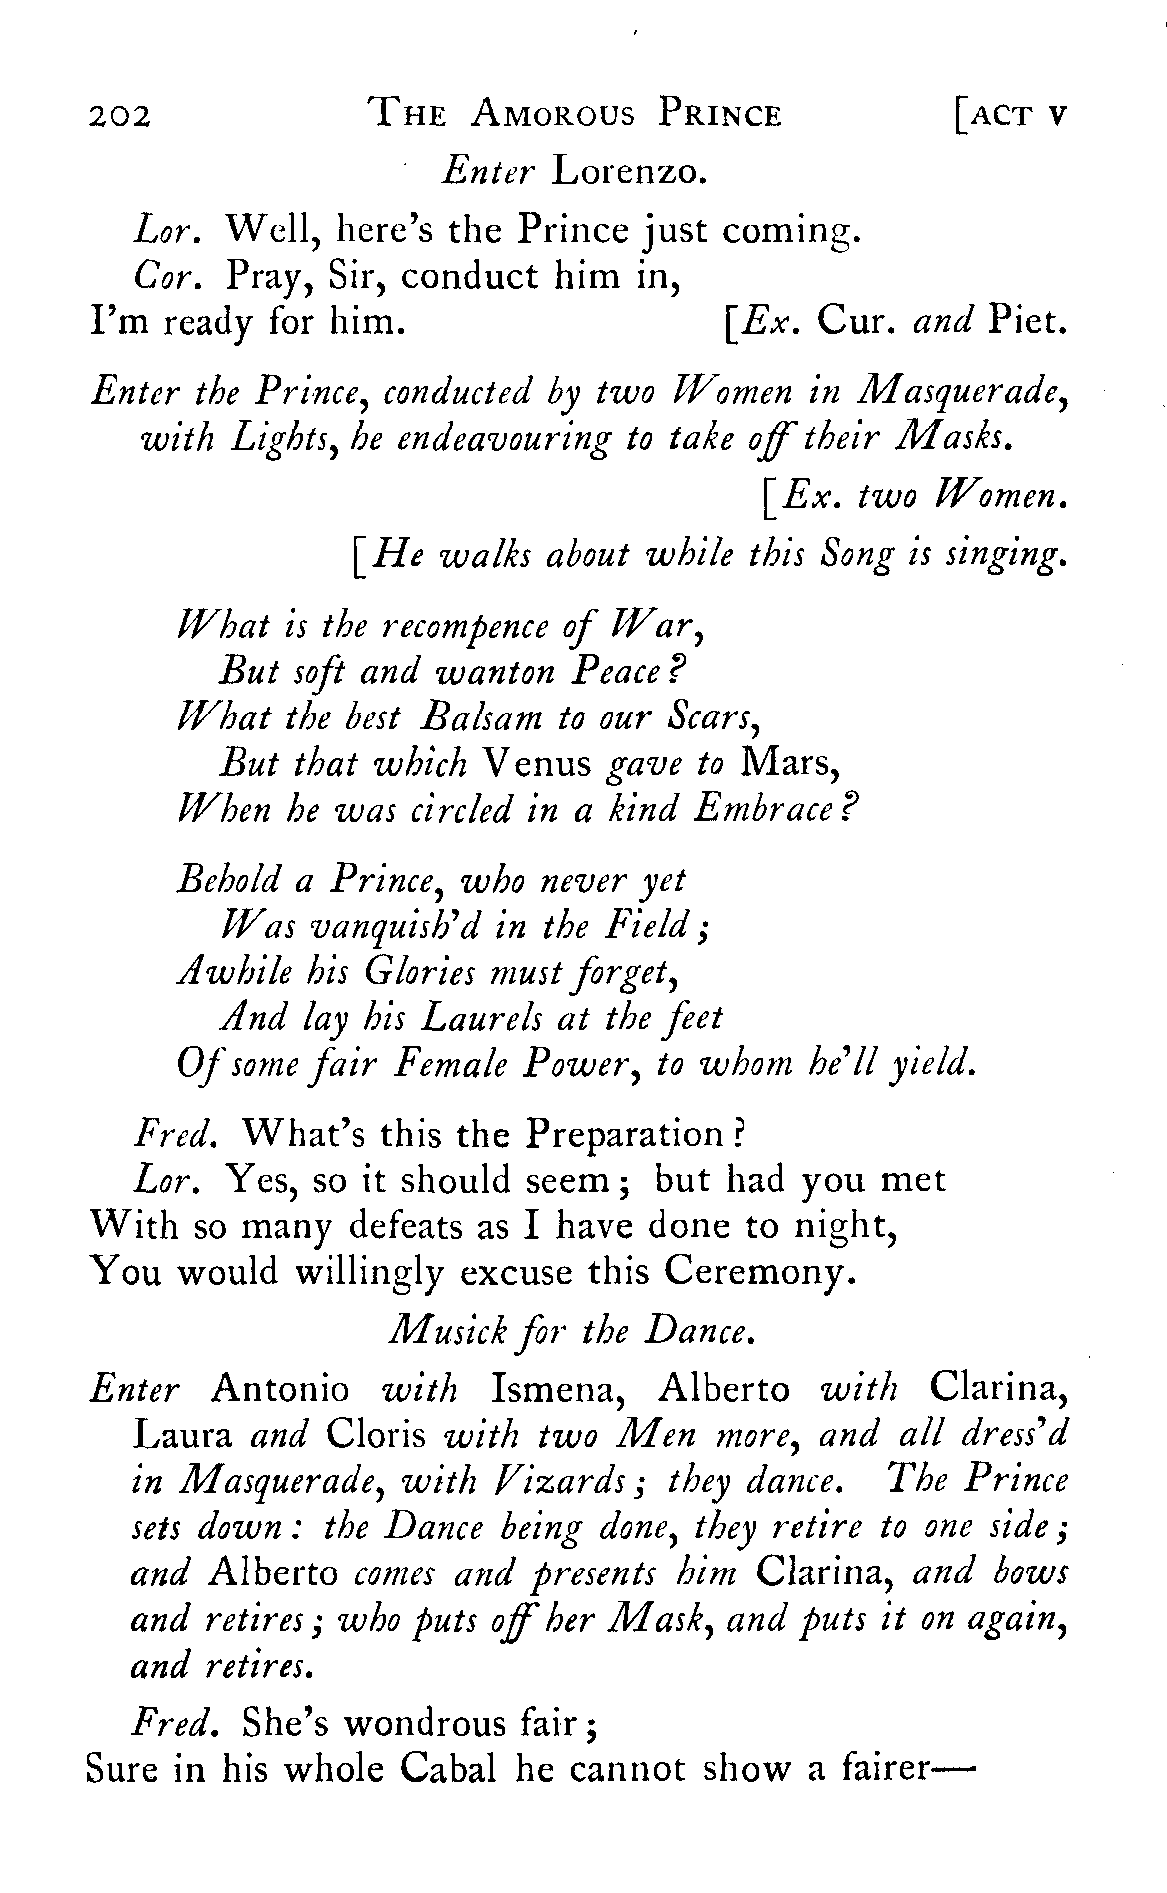 202 THE AMOROUS PRINCE [ACT V
Enter Lorenzo.
Lor. Well, here's the Prince just coming.
Cor. Pray, Sir, conduct him in,
I'm ready for him. [Ex. Cur. and Piet.
Enter the Prince, conducted by two Women in Masquerade,
with Lights, he endeavouring to take off their Masks.
[Ex. two Women.
[He walks about while this Song is singing.
What is the recompence of War,
But soft and wanton Peace?
What the best Balsam to our Scars,
But that which Venus gave to Mars,
When he was circled in a kind Embrace?
Behold a Prince, who never yet
Was vanquish'd in the Field;
Awhile his Glories must forget,
And lay his Laurels at the feet
Of some fair Female Power, to whom he'll yield.
Fred. What's this the Preparation?
Lor. Yes, so it should seem; but had you met
With so many defeats as I have done to night,
You would willingly excuse this Ceremony.
Musick for the Dance.
Enter Antonio with Ismena, Alberto with Clarina,
Laura and Cloris with two Men more, and all dress'd
in Masquerade, with Vizards; they dance. The Prince
sets down: the Dance being done, they retire to one side;
and Alberto comes and presents him Clarina, and bows
and retires; who puts off her Mask, and puts it on again,
and retires.
Fred. She's wondrous fair;
Sure in his whole Cabal he cannot show a fairer—